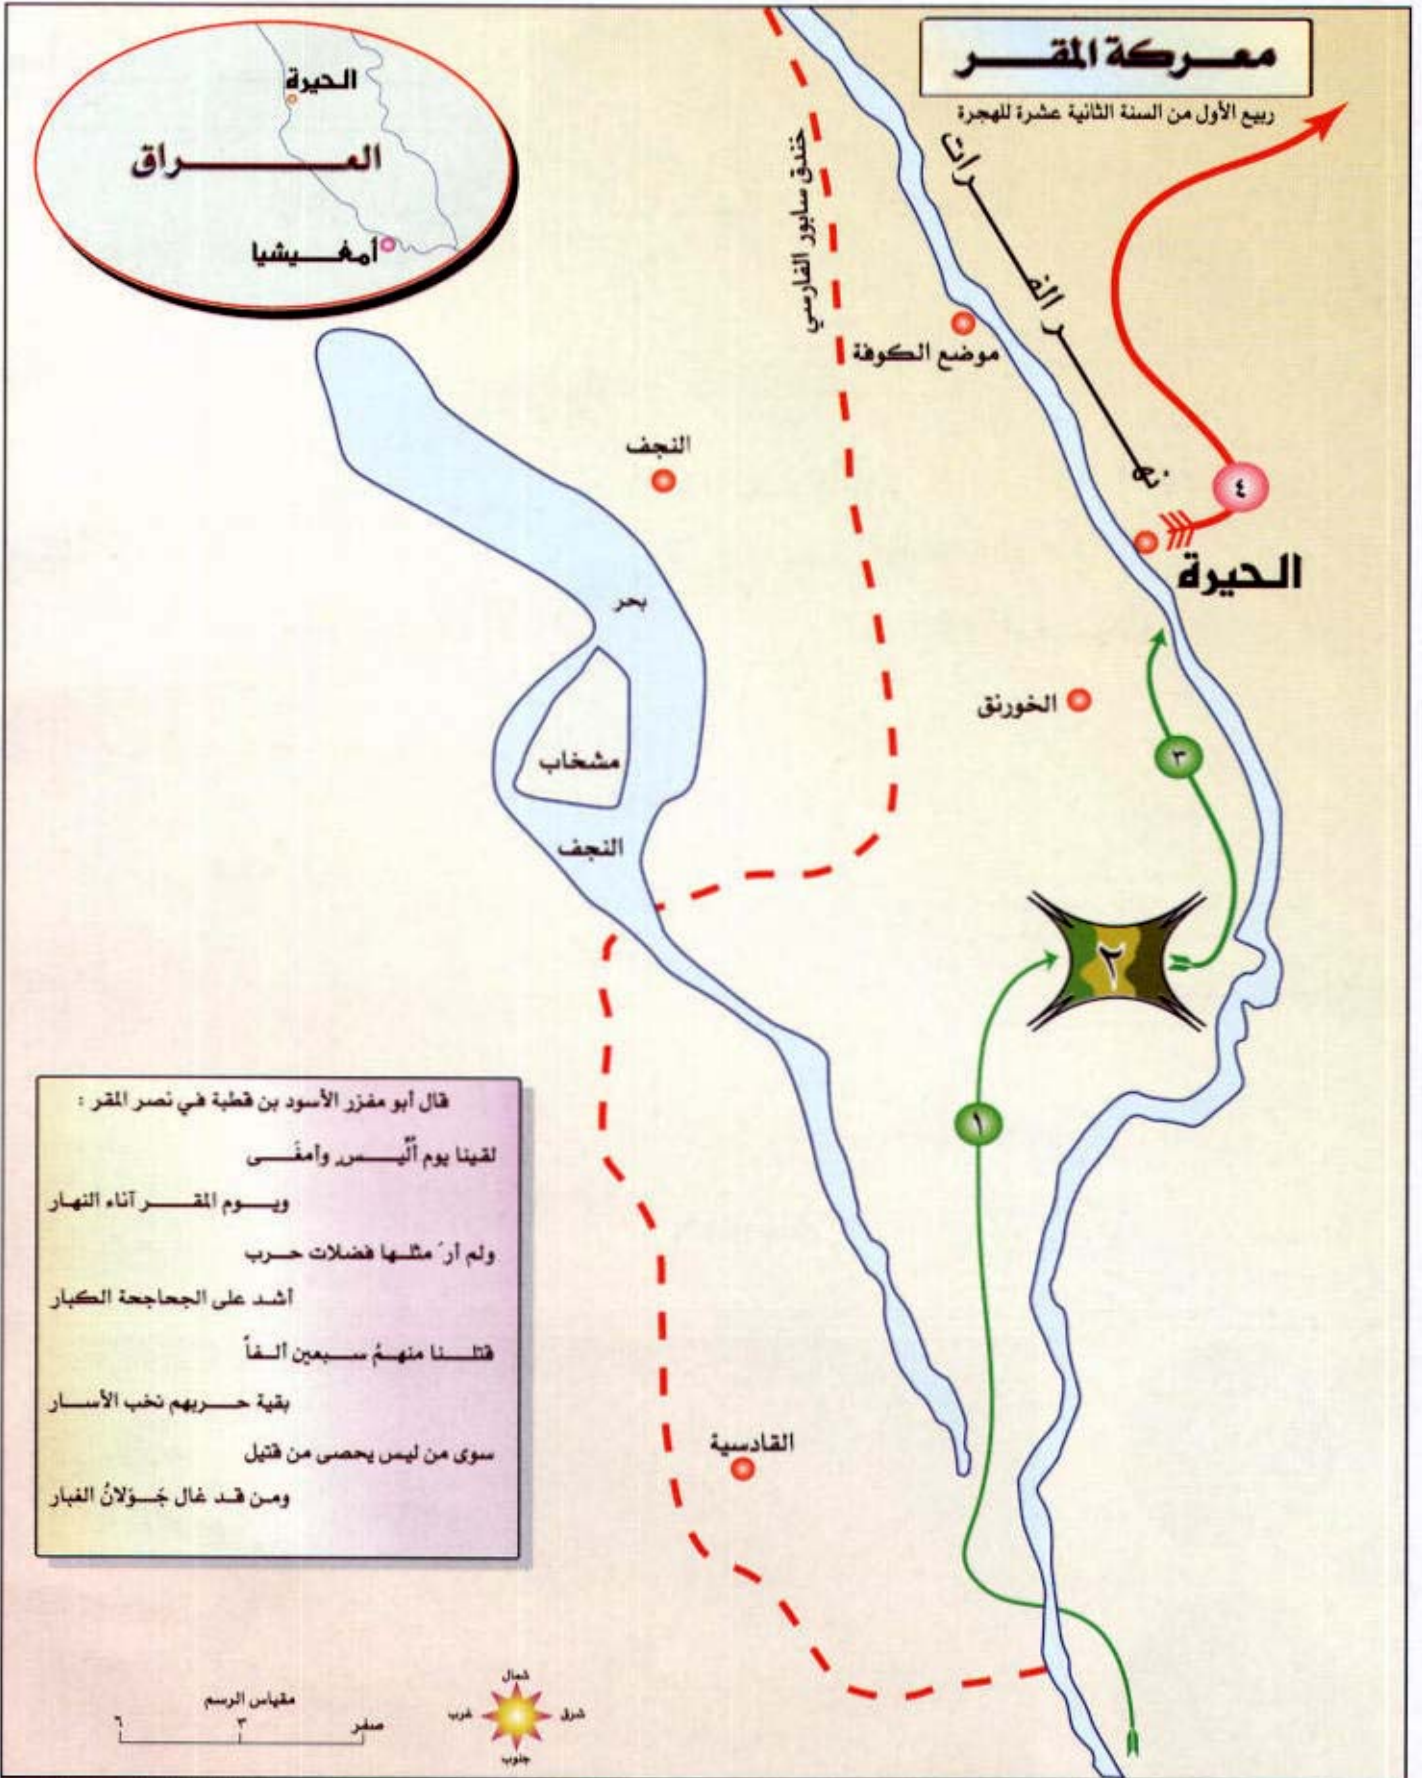 معركة المقر
ربيع الأول من السنة الثانية عشرة للهجرة
الحيرة
العراق
أمغيشيا
خندق سابور الفارسي
نهر الفرات
موضع الكوفة
النجف
٤
الحيرة
بحر
الخورنق
٣
مشخاب
النجف
٢
١
قال أبو مفزر الأسود بن قطبة في نصر المقر :
لقينا يوم أُلَّيس وأمغَى
ويوم المقر آناء النهار
ولم أرَ مثلها فضلات حرب
أشد على الجحاجحة الكبار
قتلنا منهمُ سبعين ألفاً
بقية حربهم نخب الأسار
سوى من ليس يحصى من قتيل
ومن قد غال جَوْلانُ الغبار
القادسية
شمال
شرق
غرب
جنوب
مقياس الرسم
صفر ٣ ٦